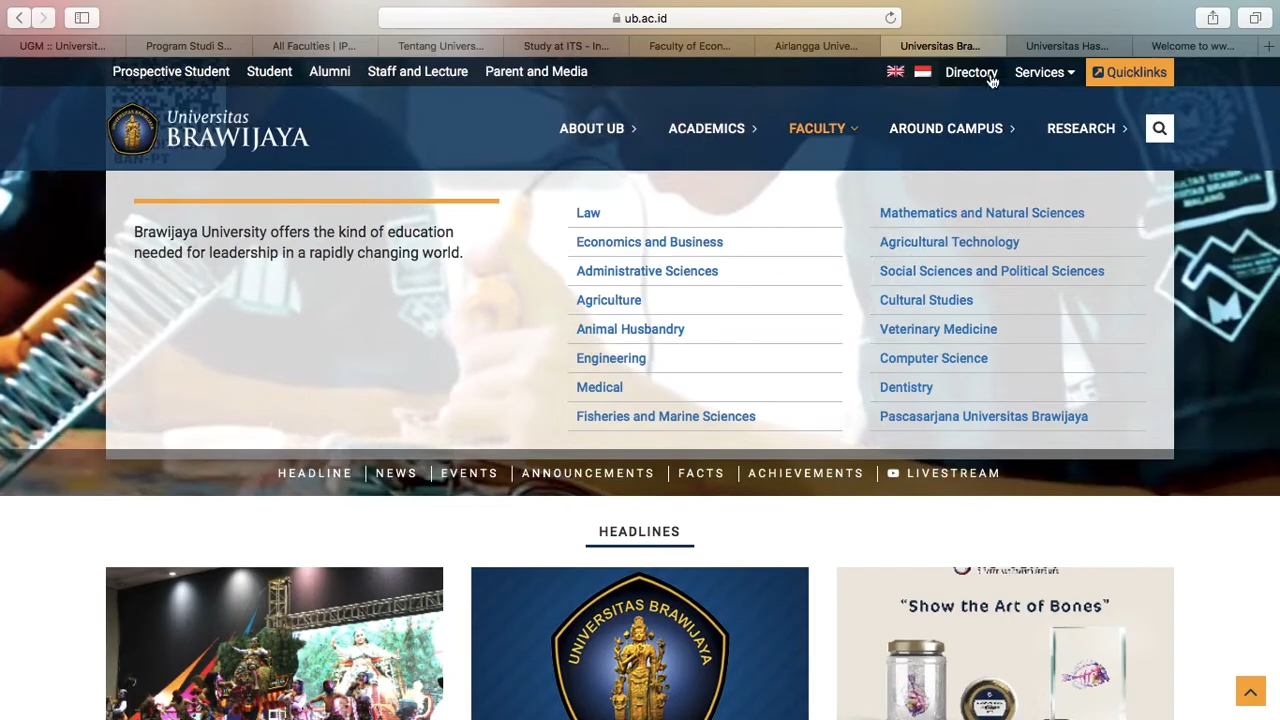 ub.ac.id
UGM :: Universit...
Program Studi S...
All Faculties | IP...
Tentang Univers...
Study at ITS - In...
Faculty of Econ...
Airlangga Unive...
Universitas Bra...
Universitas Has...
Welcome to ww...
Prospective Student
Student
Alumni
Staff and Lecture
Parent and Media
Directory
Services
Quicklinks
Universitas
BRAWIJAYA
BAN-PT
ABOUT UB
ACADEMICS
FACULTY
AROUND CAMPUS
RESEARCH
Brawijaya University offers the kind of education
needed for leadership in a rapidly changing world.
Law
Economics and Business
Administrative Sciences
Agriculture
Animal Husbandry
Engineering
Medical
Fisheries and Marine Sciences
Mathematics and Natural Sciences
Agricultural Technology
Social Sciences and Political Sciences
Cultural Studies
Veterinary Medicine
Computer Science
Dentistry
Pascasarjana Universitas Brawijaya
HEADLINE
NEWS
EVENTS
ANNOUNCEMENTS
FACTS
ACHIEVEMENTS
LIVESTREAM
HEADLINES
UNIVERSITAS BRAWIJAYA
“Show the Art of Bones”